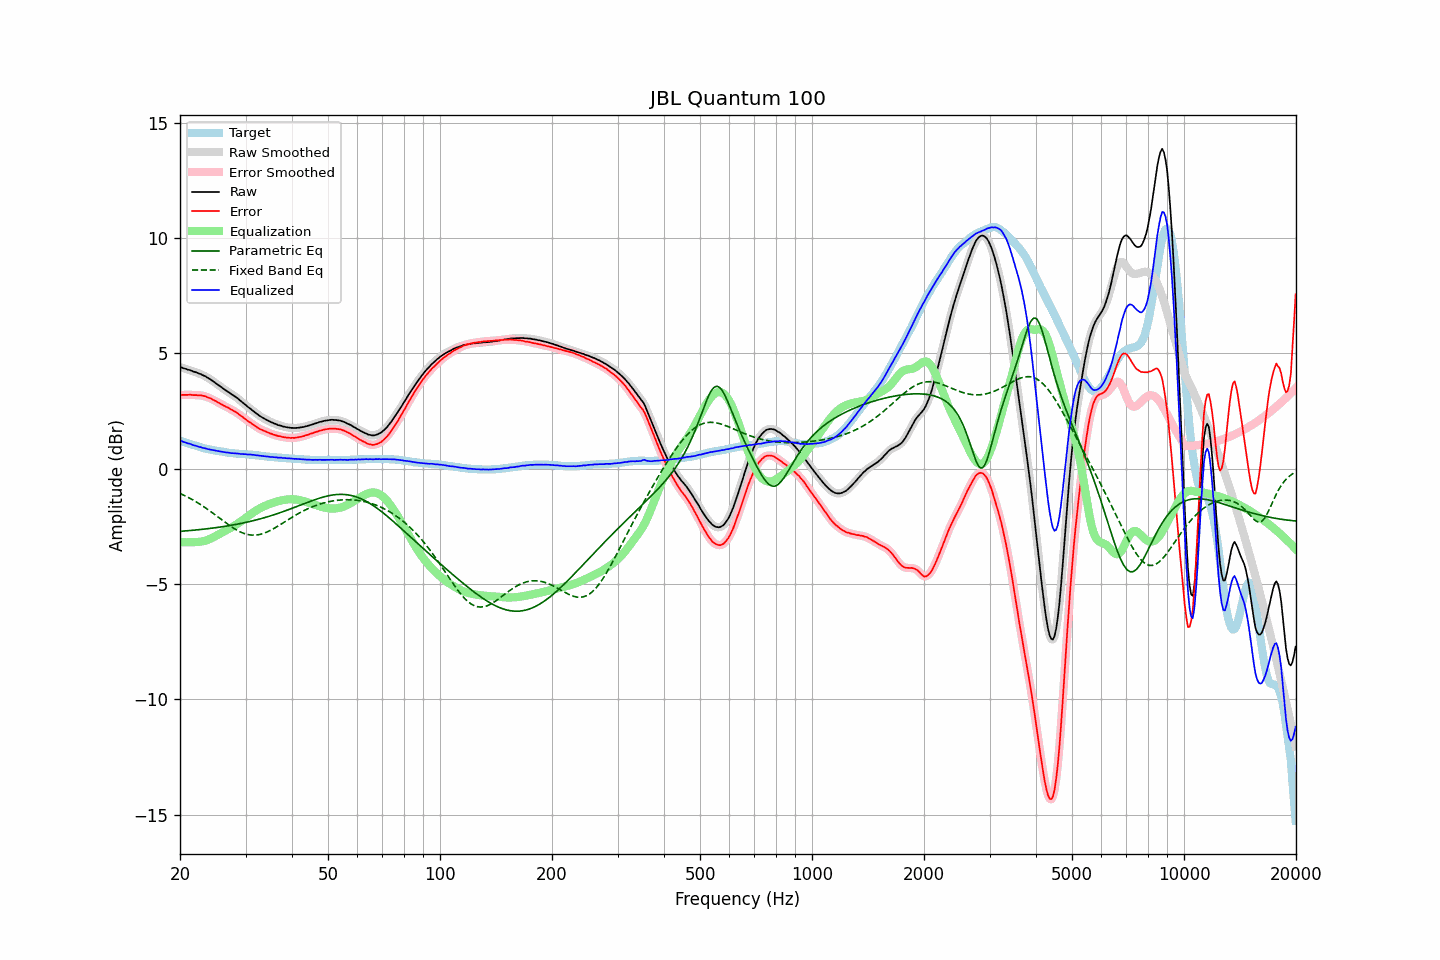 JBL Quantum 100
15
10
5
0
−5
−10
−15
Amplitude (dBr)
Target
Raw Smoothed
Error Smoothed
Raw
Error
Equalization
Parametric Eq
Fixed Band Eq
Equalized
20 50 100 200 500 1000 2000 5000 10000 20000
Frequency (Hz)